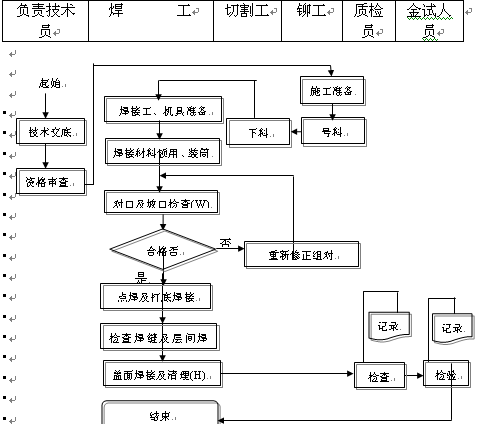 负责技术员 焊 工 切割工 铆工 质检员 金试人员
起始
施工准备
焊接工、机具准备
技术交底
下料
号料
焊接材料领用、装筒
资格审查
对口及坡口检查(W)
合格否
否
重新修正组对
是
点焊及打底焊接
记录
记录
检查焊缝及层间焊
盖面焊接及清理(H)
检查
检验
结束